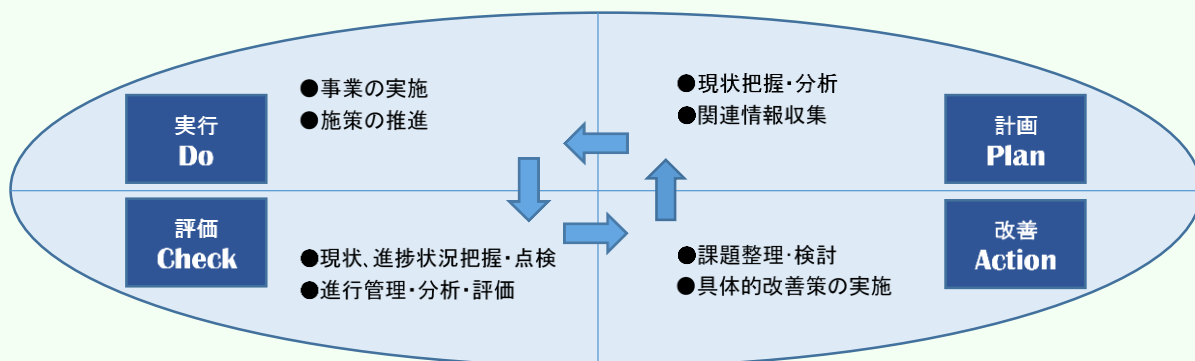 ●事業の実施
●施策の推進
実行
Do
●現状把握・分析
●関連情報収集
計画
Plan
評価
Check
●現状、進捗状況把握・点検
●進行管理・分析・評価
●課題整理・検討
●具体的改善策の実施
改善
Action